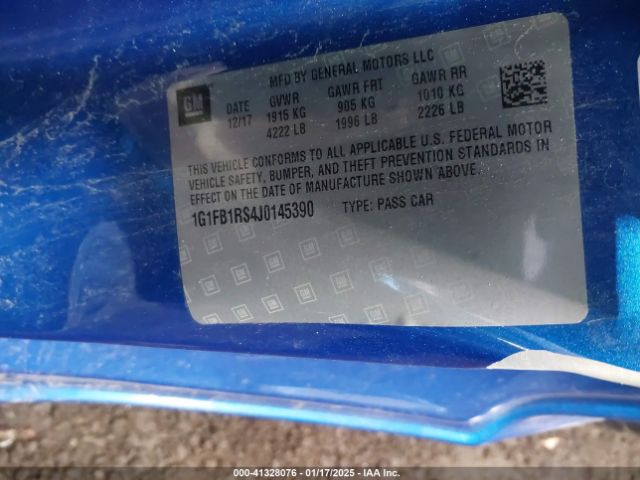 MFD BY GENERAL MOTORS LLC
GM
DATE GVWR GAWR FRT GAWR RR
12/17 1915 KG 905 KG 1010 KG
4222 LB 1996 LB 2226 LB
THIS VEHICLE CONFORMS TO ALL APPLICABLE U.S. FEDERAL MOTOR
VEHICLE SAFETY, BUMPER, AND THEFT PREVENTION STANDARDS IN
EFFECT ON THE DATE OF MANUFACTURE SHOWN ABOVE.
1G1FB1RS4J0145390 TYPE: PASS CAR
000-41328076 - 01/17/2025 - IAA Inc.